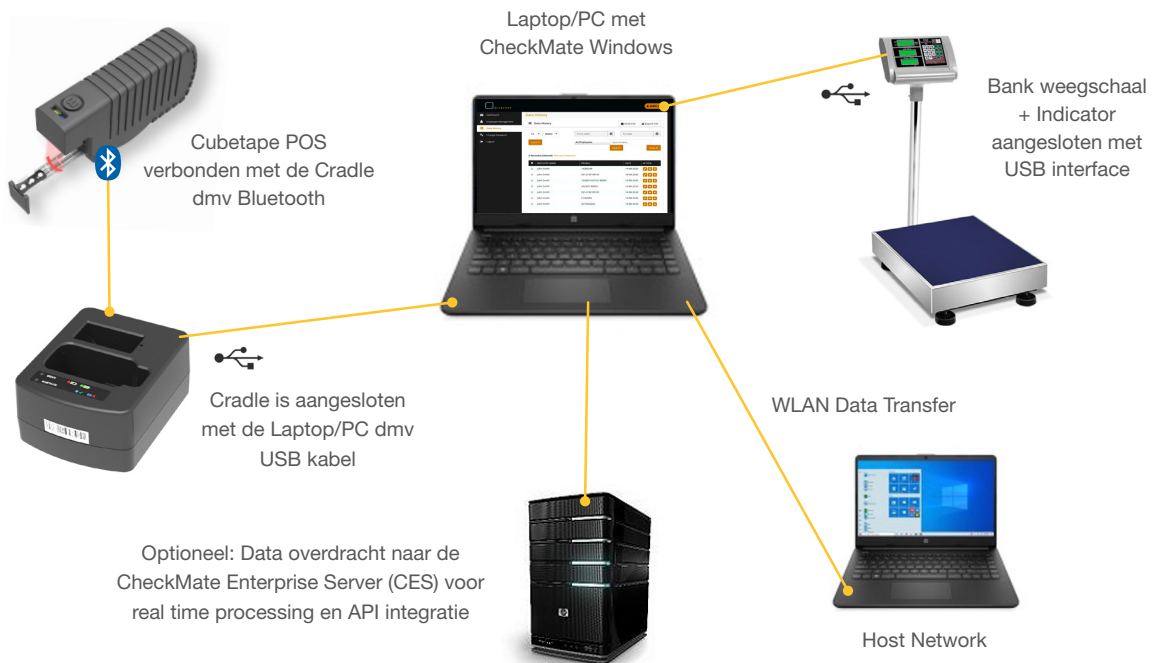 Laptop/PC met
CheckMate Windows
Bank weegschaal
+ Indicator
aangesloten met
USB interface
Cubetape POS
verbonden met de Cradle
dmv Bluetooth
Cradle is aangesloten
met de Laptop/PC dmv
USB kabel
WLAN Data Transfer
Optioneel: Data overdracht naar de
CheckMate Enterprise Server (CES) voor
real time processing en API integratie
Host Network